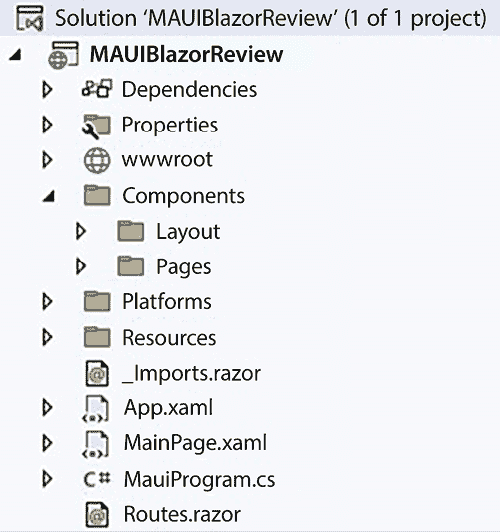 Solution ‘MAUIBlazorReview’ (1 of 1 project)
MAUIBlazorReview
Dependencies
Properties
wwwroot
Components
Layout
Pages
Platforms
Resources
_Imports.razor
App.xaml
MainPage.xaml
C# MauiProgram.cs
Routes.razor